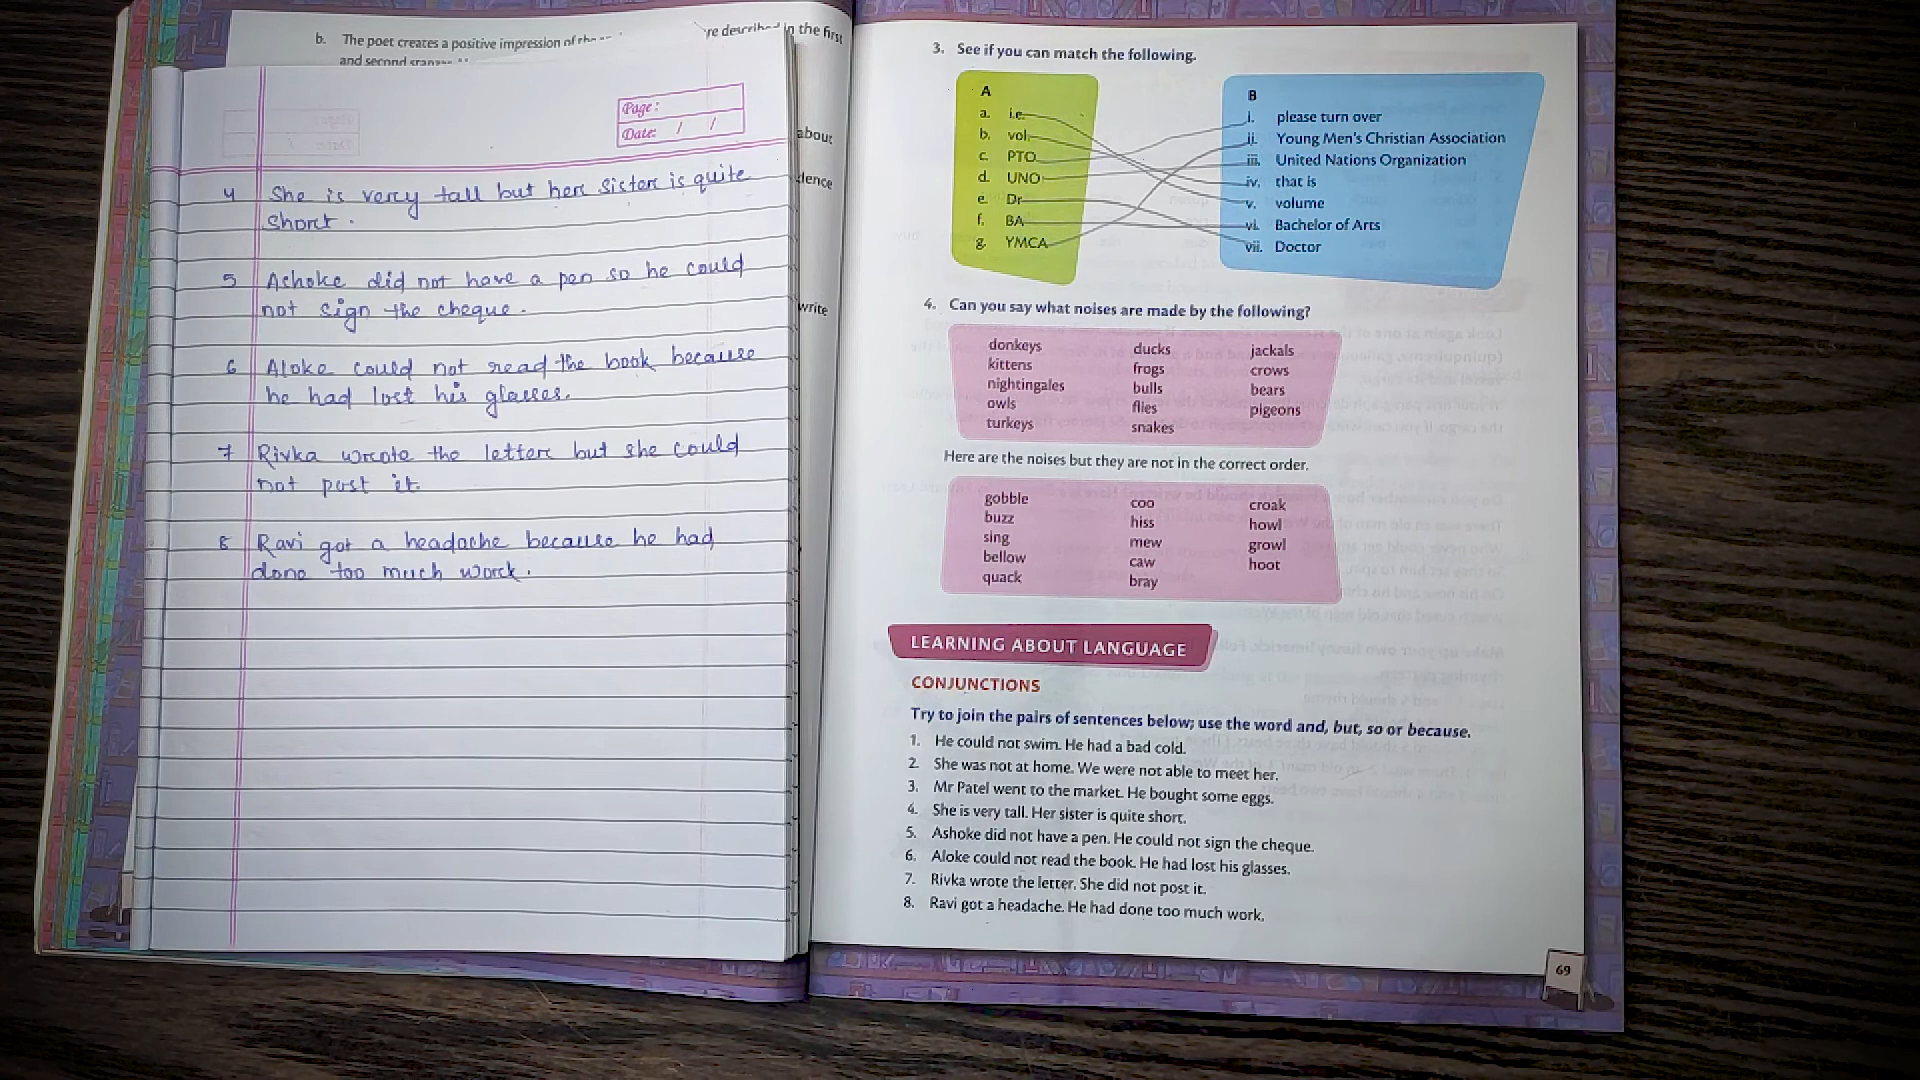 b. The poet creates a positive impression of the
re described in the first
and second
about
dence
write
Page:
Date: / /
4 She is very tall but her sister is quite
short.
5 Ashoke did not have a pen so he could
not sign the cheque.
6 Aloke could not read the book because
he had lost his glasses.
7 Rivka wrote the letter but she could
not post it.
8 Ravi got a headache because he had
done too much work.
3. See if you can match the following.
A
a. i.e.
b. vol.
c. PTO
d. UNO
e. Dr
f. BA
g. YMCA
B
i. please turn over
ii. Young Men's Christian Association
iii. United Nations Organization
iv. that is
v. volume
vi. Bachelor of Arts
vii. Doctor
4. Can you say what noises are made by the following?
donkeys ducks jackals
kittens frogs crows
nightingales bulls bears
owls flies pigeons
turkeys snakes
Here are the noises but they are not in the correct order.
gobble coo croak
buzz hiss howl
sing mew growl
bellow caw hoot
quack bray
LEARNING ABOUT LANGUAGE
CONJUNCTIONS
Try to join the pairs of sentences below; use the word and, but, so or because.
1. He could not swim. He had a bad cold.
2. She was not at home. We were not able to meet her.
3. Mr Patel went to the market. He bought some eggs.
4. She is very tall. Her sister is quite short.
5. Ashoke did not have a pen. He could not sign the cheque.
6. Aloke could not read the book. He had lost his glasses.
7. Rivka wrote the letter. She did not post it.
8. Ravi got a headache. He had done too much work.
69